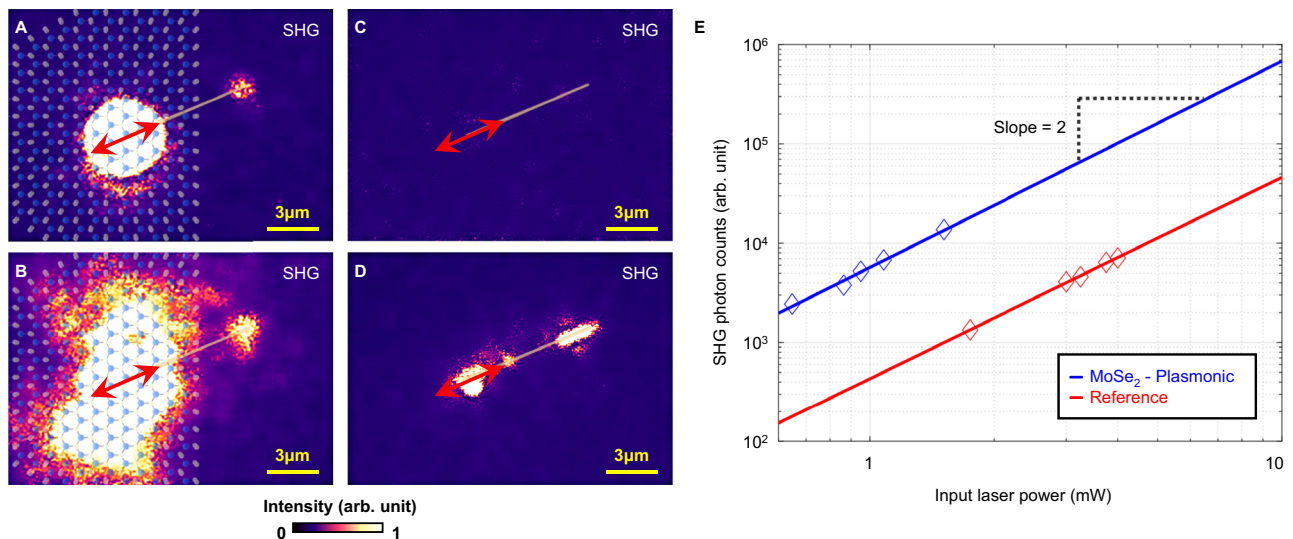 A
SHG
3μm
C
SHG
3μm
B
SHG
3μm
D
SHG
3μm
Intensity (arb. unit)
0
1
E
SHG photon counts (arb. unit)
10⁶
10⁵
10⁴
10³
10²
Slope = 2
MoSe₂ - Plasmonic
Reference
1
10
Input laser power (mW)